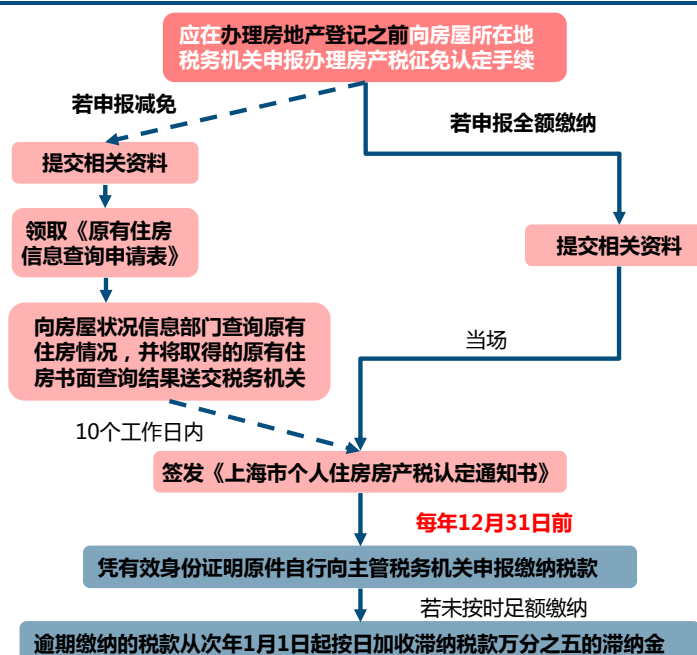 应在办理房地产登记之前向房屋所在地
税务机关申报办理房产税征免认定手续
若申报减免
若申报全额缴纳
提交相关资料
领取《原有住房
信息查询申请表》
提交相关资料
向房屋状况信息部门查询原有
住房情况，并将取得的原有住
房书面查询结果送交税务机关
当场
10个工作日内
签发《上海市个人住房房产税认定通知书》
每年12月31日前
凭有效身份证明原件自行向主管税务机关申报缴纳税款
若未按时足额缴纳
逾期缴纳的税款从次年1月1日起按日加收滞纳税款万分之五的滞纳金